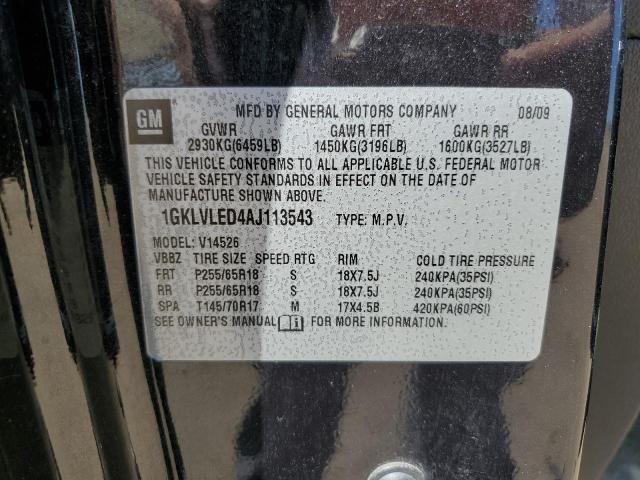 GM
MFD BY GENERAL MOTORS COMPANY 08/09
GVWR GAWR FRT GAWR RR
2930KG(6459LB) 1450KG(3196LB) 1600KG(3527LB)
THIS VEHICLE CONFORMS TO ALL APPLICABLE U.S. FEDERAL MOTOR
VEHICLE SAFETY STANDARDS IN EFFECT ON THE DATE OF
MANUFACTURE SHOWN ABOVE.
1GKLVLED4AJ113543 TYPE: M.P.V.
MODEL: V14526
VBBZ TIRE SIZE SPEED RTG RIM COLD TIRE PRESSURE
FRT P255/65R18 S 18X7.5J 240KPA(35PSI)
RR P255/65R18 S 18X7.5J 240KPA(35PSI)
SPA T145/70R17 M 17X4.5B 420KPA(60PSI)
SEE OWNER'S MANUAL FOR MORE INFORMATION.